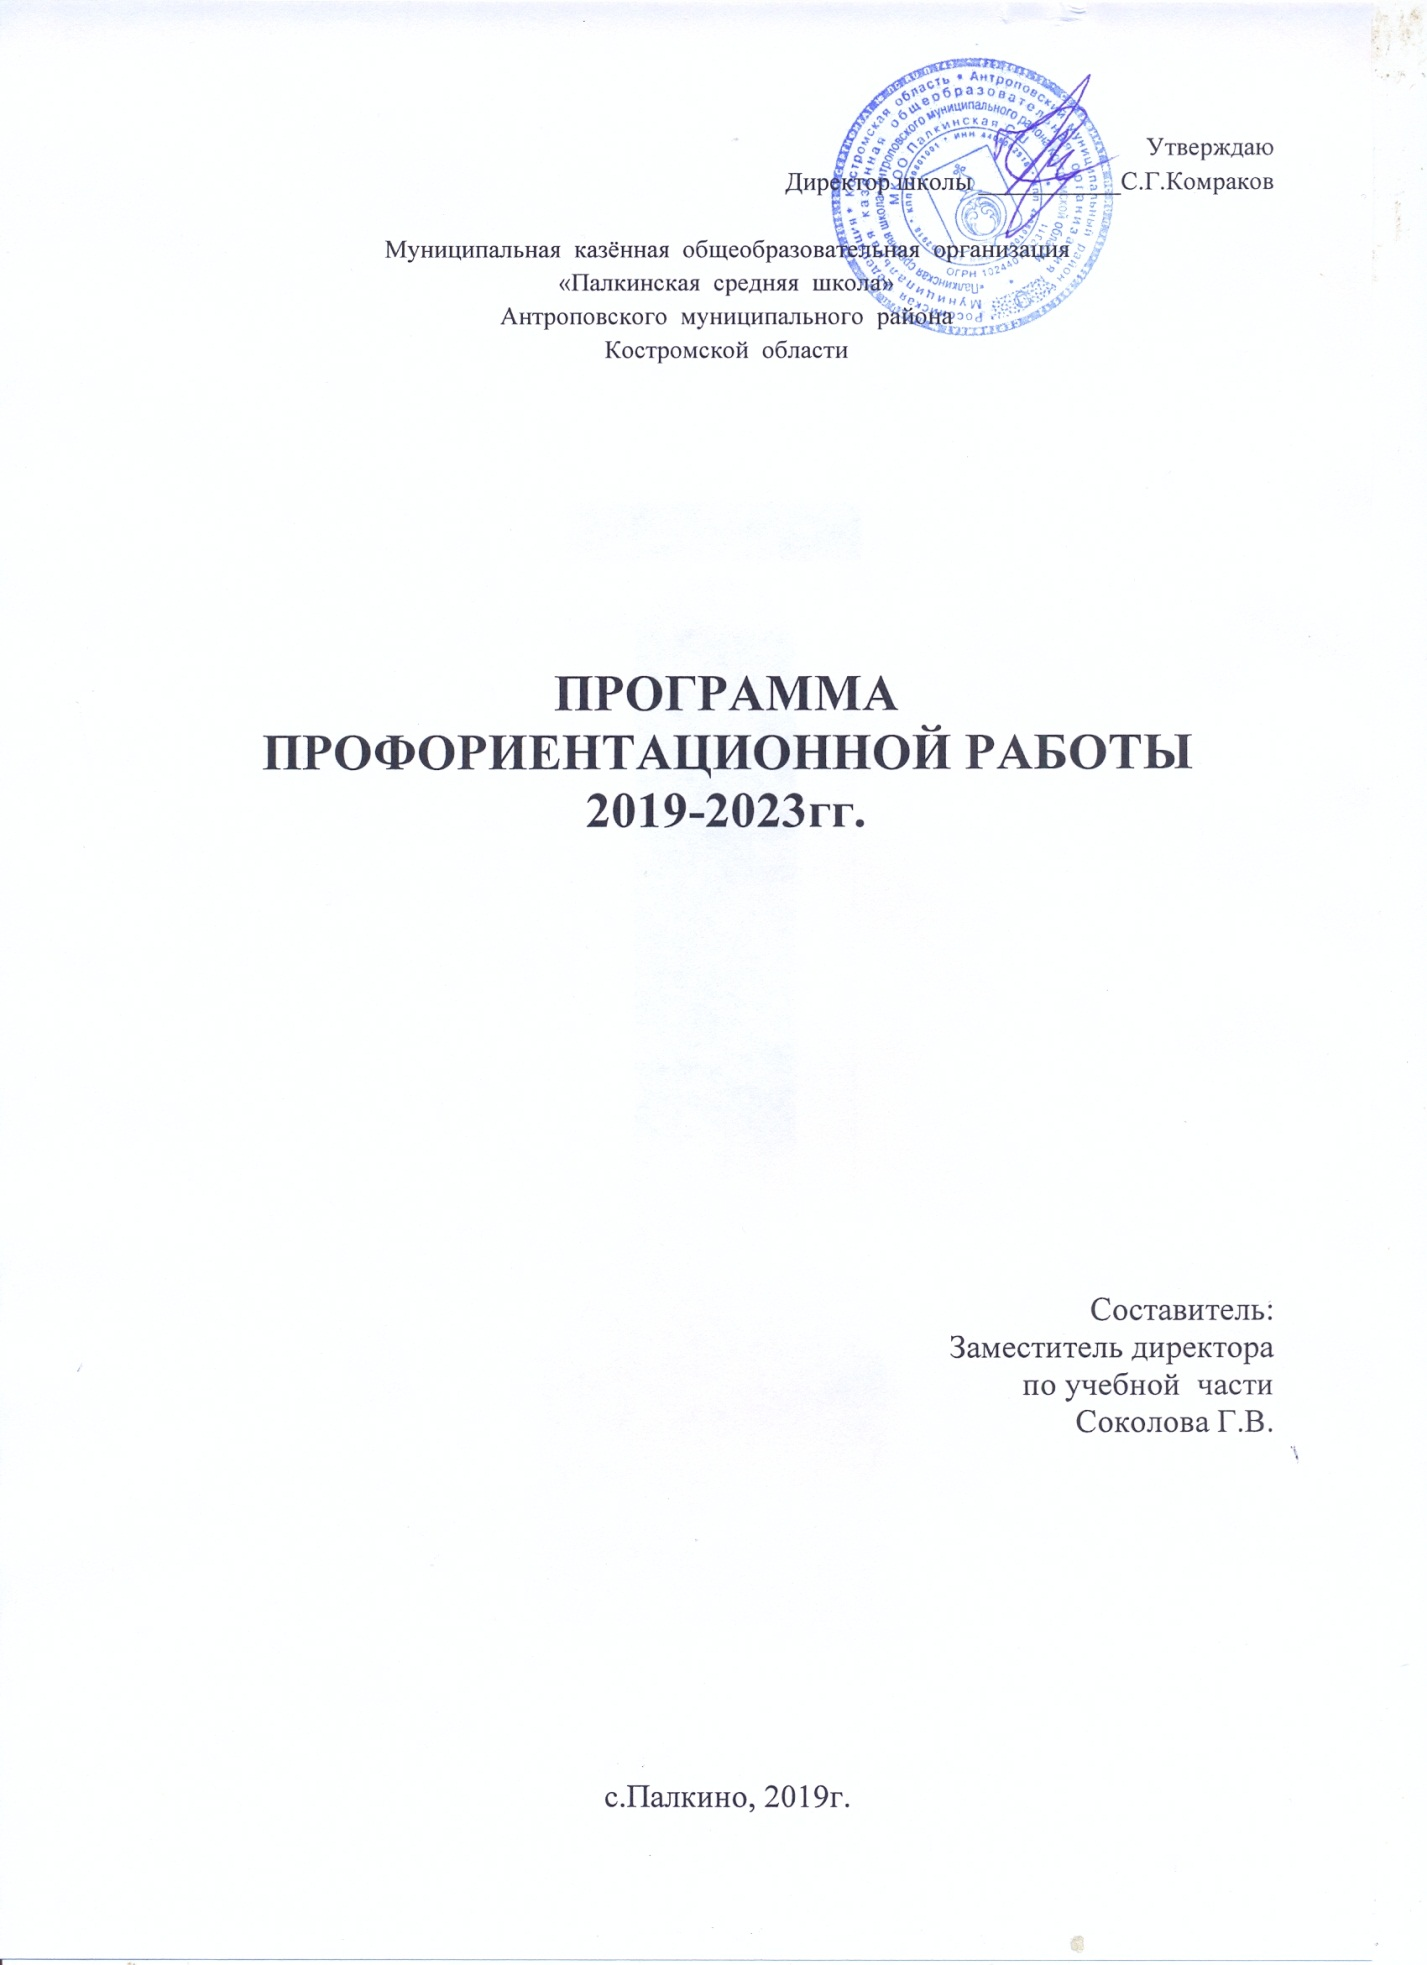 Утверждаю
Директор школы ____________С.Г.Комраков
Муниципальная казённая общеобразовательная организация
«Палкинская средняя школа»
Антроповского муниципального района
Костромской области
ПРОГРАММА
ПРОФОРИЕНТАЦИОННОЙ РАБОТЫ
2019-2023гг.
Составитель:
Заместитель директора
по учебной части
Соколова Г.В.
с.Палкино, 2019г.